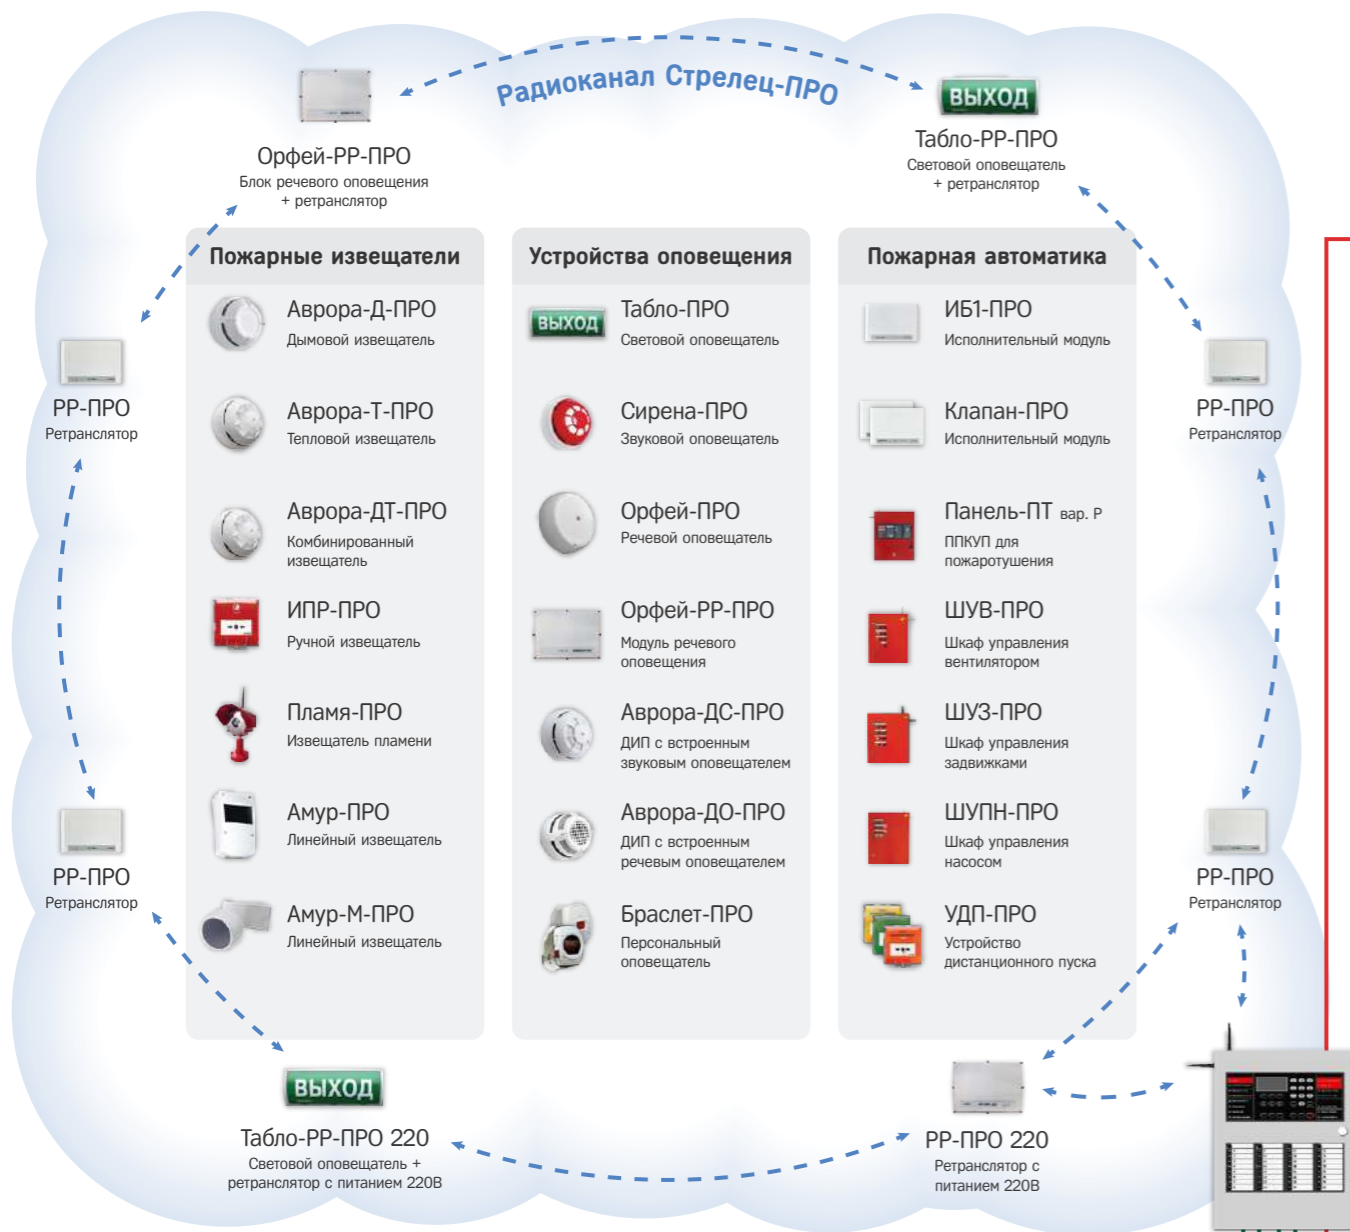 Радиоканал Стрелец-ПРО
Орфей-РР-ПРО
Блок речевого оповещения
+ ретранслятор
ВЫХОД
Табло-РР-ПРО
Световой оповещатель
+ ретранслятор
РР-ПРО
Ретранслятор
РР-ПРО
Ретранслятор
Пожарные извещатели
Аврора-Д-ПРО
Дымовой извещатель
Аврора-Т-ПРО
Тепловой извещатель
Аврора-ДТ-ПРО
Комбинированный
извещатель
ИПР-ПРО
Ручной извещатель
Пламя-ПРО
Извещатель пламени
Амур-ПРО
Линейный извещатель
Амур-М-ПРО
Линейный извещатель
Устройства оповещения
ВЫХОД
Табло-ПРО
Световой оповещатель
Сирена-ПРО
Звуковой оповещатель
Орфей-ПРО
Речевой оповещатель
Орфей-РР-ПРО
Модуль речевого
оповещения
Аврора-ДС-ПРО
ДИП с встроенным
звуковым оповещателем
Аврора-ДО-ПРО
ДИП с встроенным
речевым оповещателем
Браслет-ПРО
Персональный
оповещатель
Пожарная автоматика
ИБ1-ПРО
Исполнительный модуль
Клапан-ПРО
Исполнительный модуль
Панель-ПТ вар. Р
ППКУП для
пожаротушения
ШУВ-ПРО
Шкаф управления
вентилятором
ШУЗ-ПРО
Шкаф управления
задвижками
ШУПН-ПРО
Шкаф управления
насосом
УДП-ПРО
Устройство
дистанционного пуска
РР-ПРО
Ретранслятор
РР-ПРО
Ретранслятор
ВЫХОД
Табло-РР-ПРО 220
Световой оповещатель +
ретранслятор с питанием 220В
РР-ПРО 220
Ретранслятор с
питанием 220В